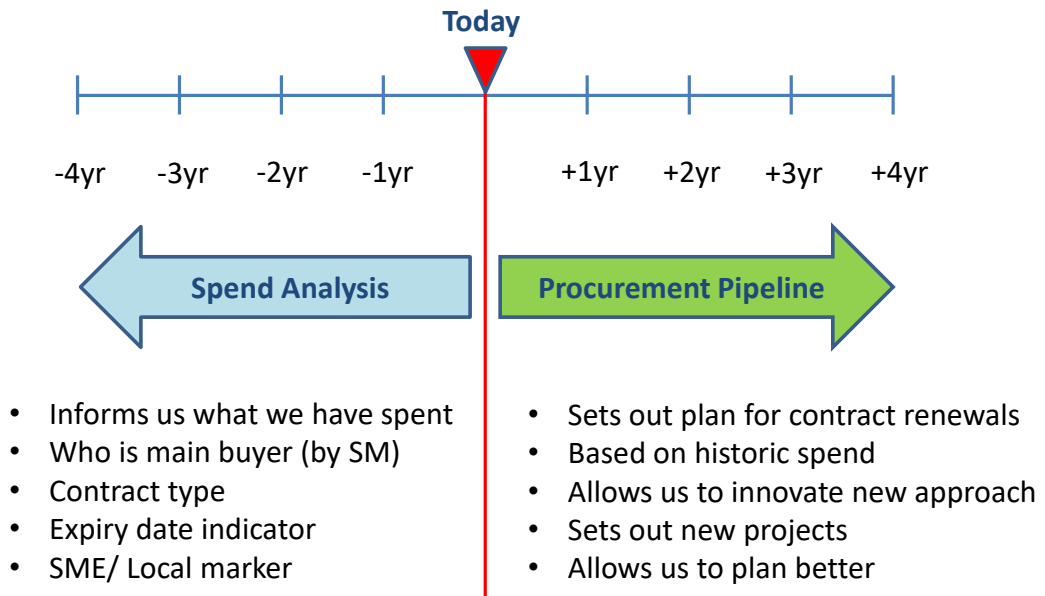 Today
-4yr -3yr -2yr -1yr +1yr +2yr +3yr +4yr
Spend Analysis
Procurement Pipeline
• Informs us what we have spent
• Who is main buyer (by SM)
• Contract type
• Expiry date indicator
• SME/ Local marker
• Sets out plan for contract renewals
• Based on historic spend
• Allows us to innovate new approach
• Sets out new projects
• Allows us to plan better